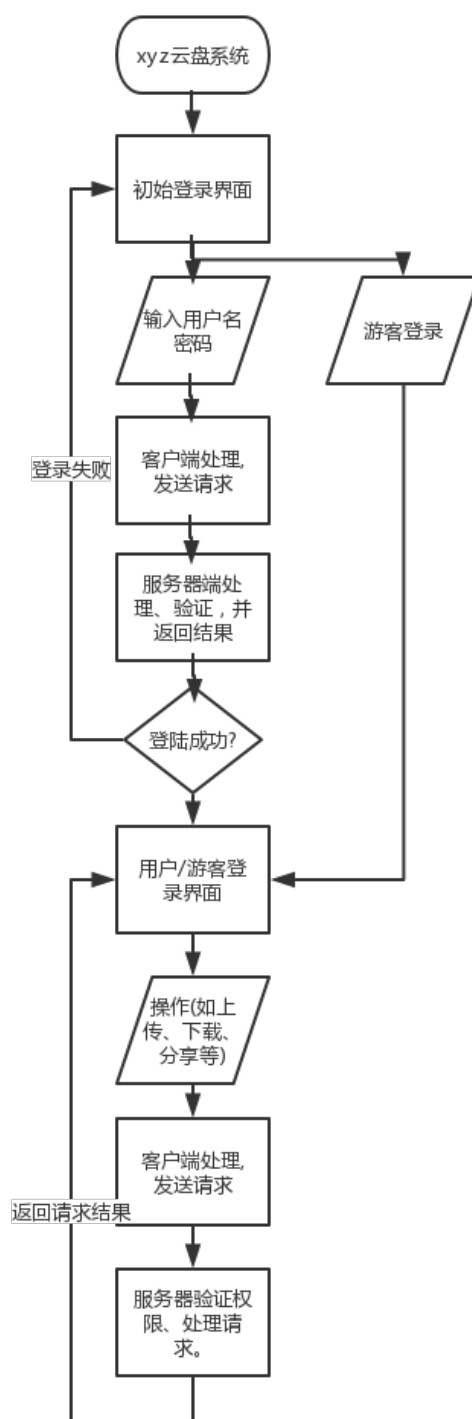 xyz云盘系统
初始登录界面
输入用户名
密码
游客登录
客户端处理,
发送请求
登录失败
服务器端处
理、验证，并
返回结果
登陆成功?
用户/游客登
录界面
操作(如上
传、下载、
分享等)
客户端处理,
发送请求
返回请求结果
服务器验证权
限、处理请
求。